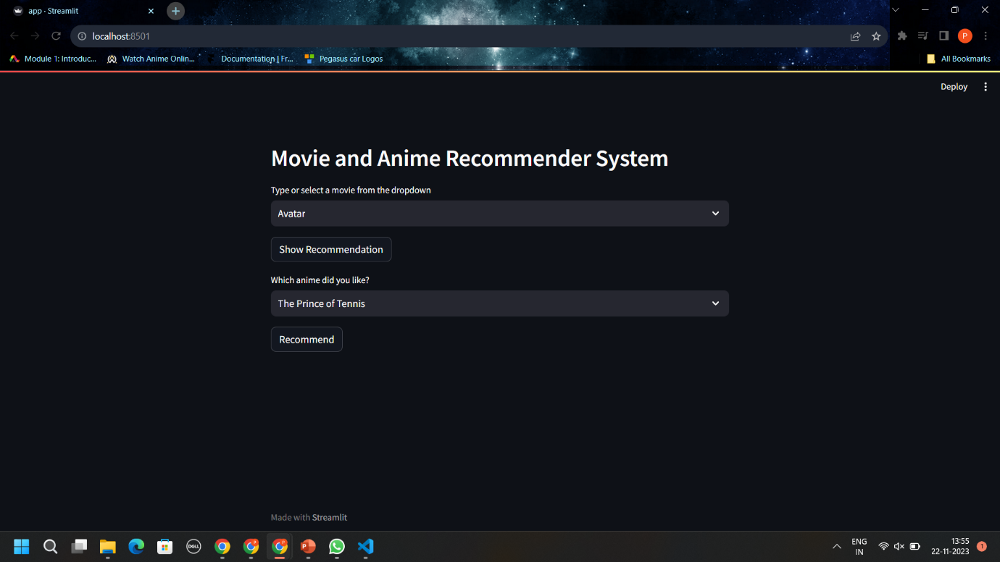 app · Streamlit
localhost:8501
P
Module 1: Introduc...
Watch Anime Onlin...
Documentation | Fr...
Pegasus car Logos
All Bookmarks
Deploy
Movie and Anime Recommender System
Type or select a movie from the dropdown
Avatar
Show Recommendation
Which anime did you like?
The Prince of Tennis
Recommend
Made with Streamlit
DELL
P
P
P
ENG
IN
13:55
22-11-2023
1